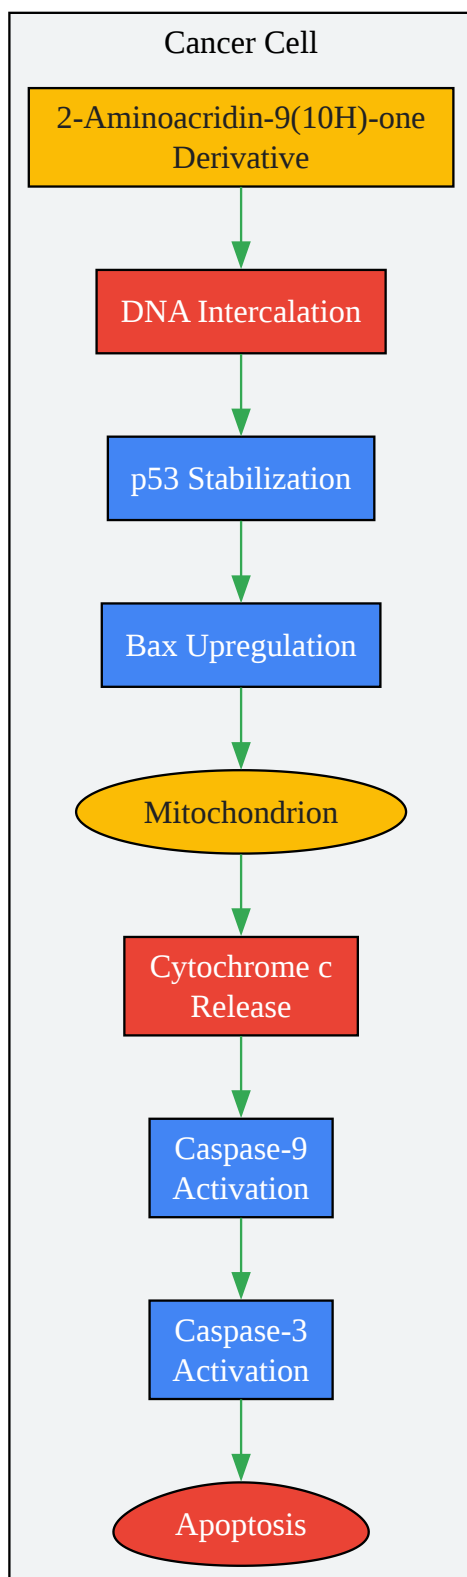 Cancer Cell
2-Aminoacridin-9(10H)-one
Derivative
DNA Intercalation
p53 Stabilization
Bax Upregulation
Mitochondrion
Cytochrome c
Release
Caspase-9
Activation
Caspase-3
Activation
Apoptosis